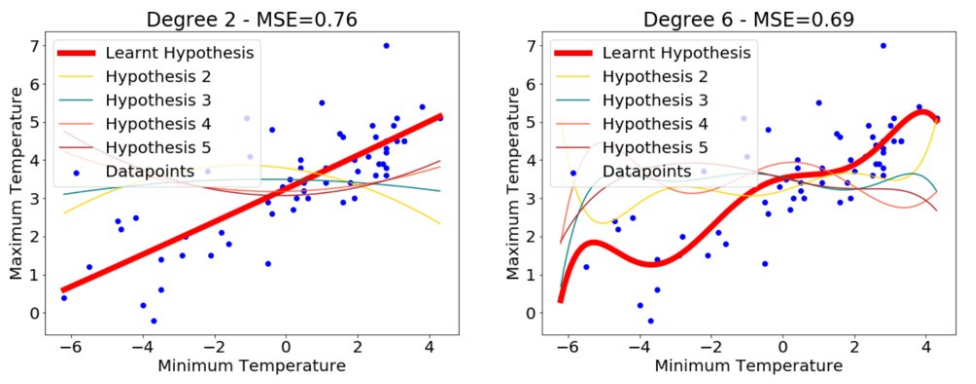 Degree 2 - MSE=0.76
7
6
5
4
3
2
1
0
−6
−4
−2
0
2
4
Maximum Temperature
Minimum Temperature
Learnt Hypothesis
Hypothesis 2
Hypothesis 3
Hypothesis 4
Hypothesis 5
Datapoints
Degree 6 - MSE=0.69
7
6
5
4
3
2
1
0
−6
−4
−2
0
2
4
Maximum Temperature
Minimum Temperature
Learnt Hypothesis
Hypothesis 2
Hypothesis 3
Hypothesis 4
Hypothesis 5
Datapoints